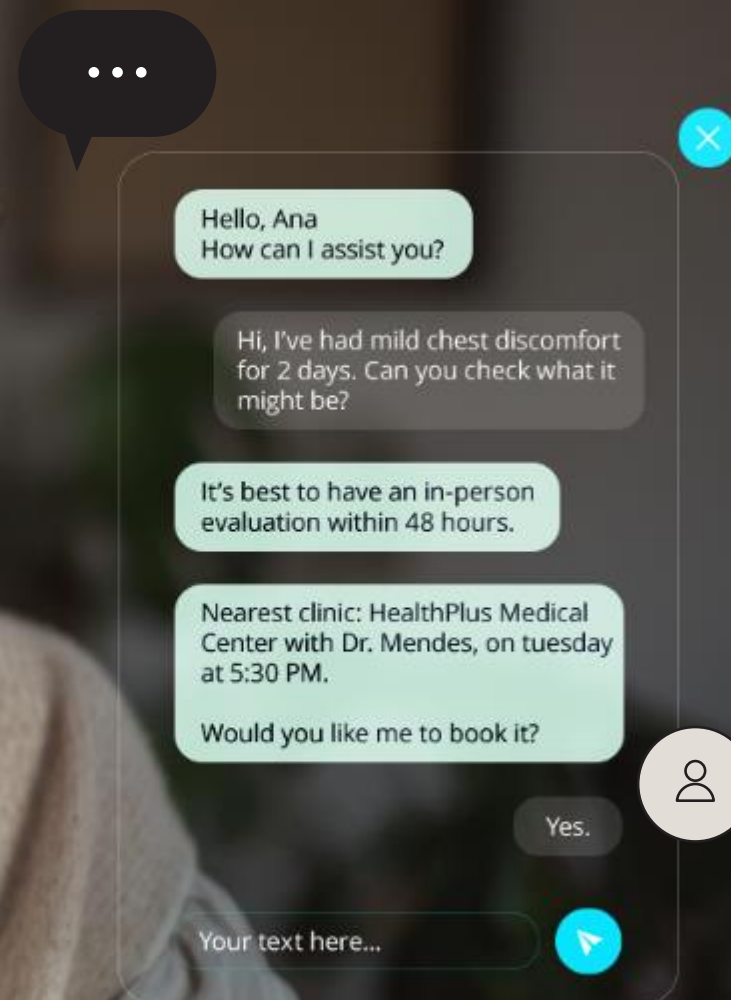 Hello, Ana
How can I assist you?
Hi, I've had mild chest discomfort
for 2 days. Can you check what it
might be?
It's best to have an in-person
evaluation within 48 hours.
Nearest clinic: HealthPlus Medical
Center with Dr. Mendes, on tuesday
at 5:30 PM.
Would you like me to book it?
Yes.
Your text here...